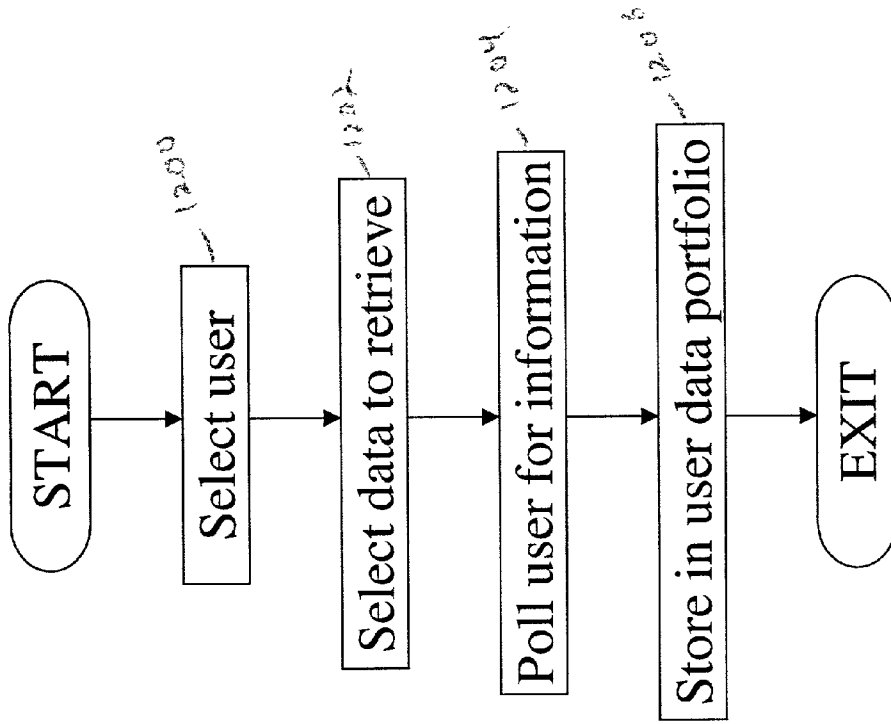 START
Select user
1200
Select data to retrieve
1202
Poll user for information
1204
Store in user data portfolio
EXIT